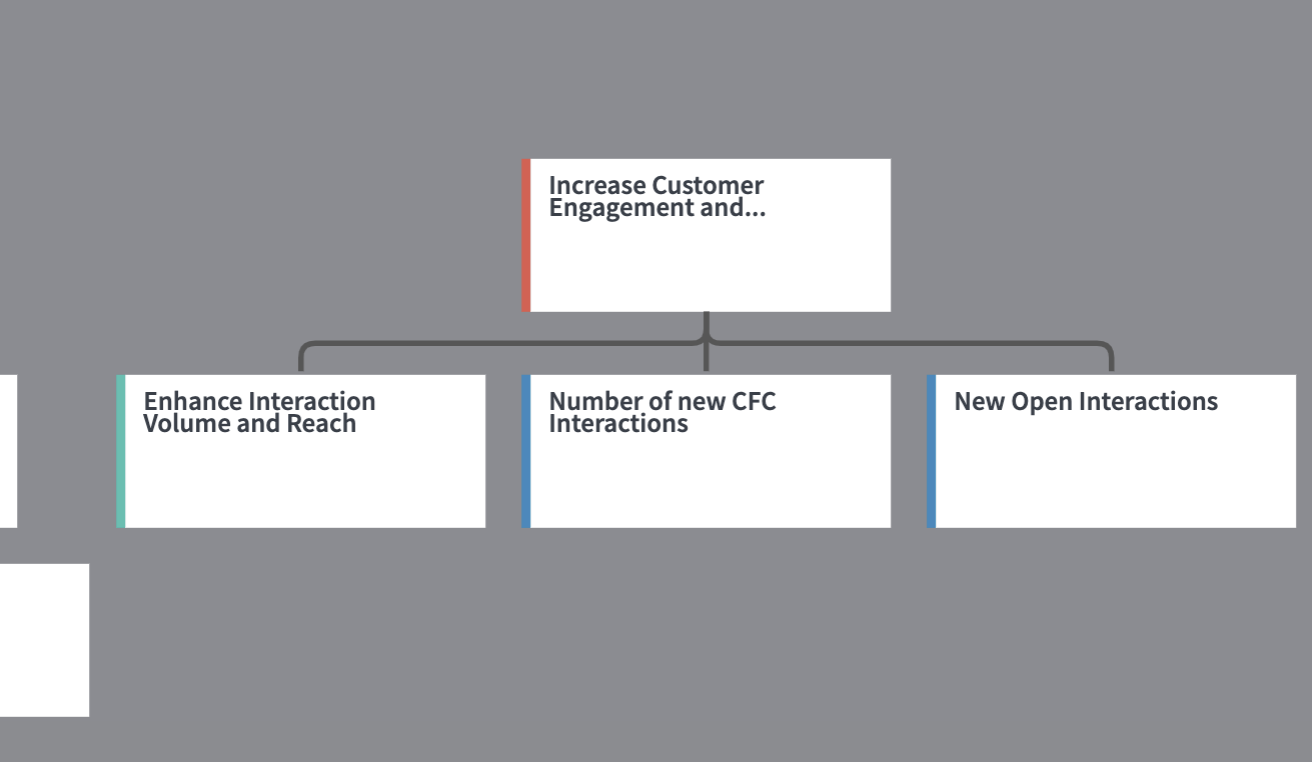 Increase Customer
Engagement and...
Enhance Interaction
Volume and Reach
Number of new CFC
Interactions
New Open Interactions